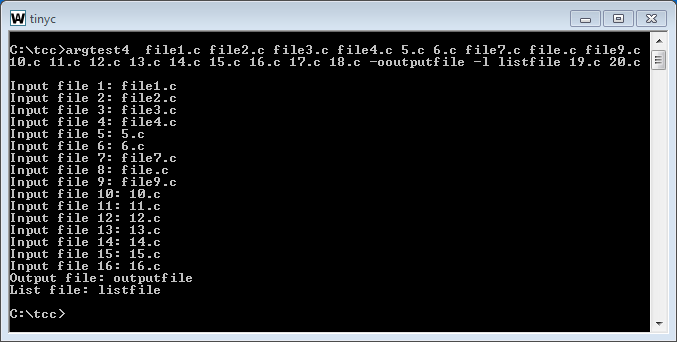 W tinyc
C:\tcc>argtest4  file1.c file2.c file3.c file4.c 5.c 6.c file7.c file.c file9.c
10.c 11.c 12.c 13.c 14.c 15.c 16.c 17.c 18.c -ooutputfile -l listfile 19.c 20.c
Input file 1: file1.c
Input file 2: file2.c
Input file 3: file3.c
Input file 4: file4.c
Input file 5: 5.c
Input file 6: 6.c
Input file 7: file7.c
Input file 8: file.c
Input file 9: file9.c
Input file 10: 10.c
Input file 11: 11.c
Input file 12: 12.c
Input file 13: 13.c
Input file 14: 14.c
Input file 15: 15.c
Input file 16: 16.c
Output file: outputfile
List file: listfile
C:\tcc>